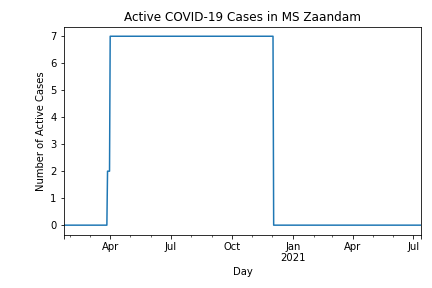 Active COVID-19 Cases in MS Zaandam
Number of Active Cases
7
6
5
4
3
2
1
0
Apr Jul Oct Jan Apr Jul
2021
Day